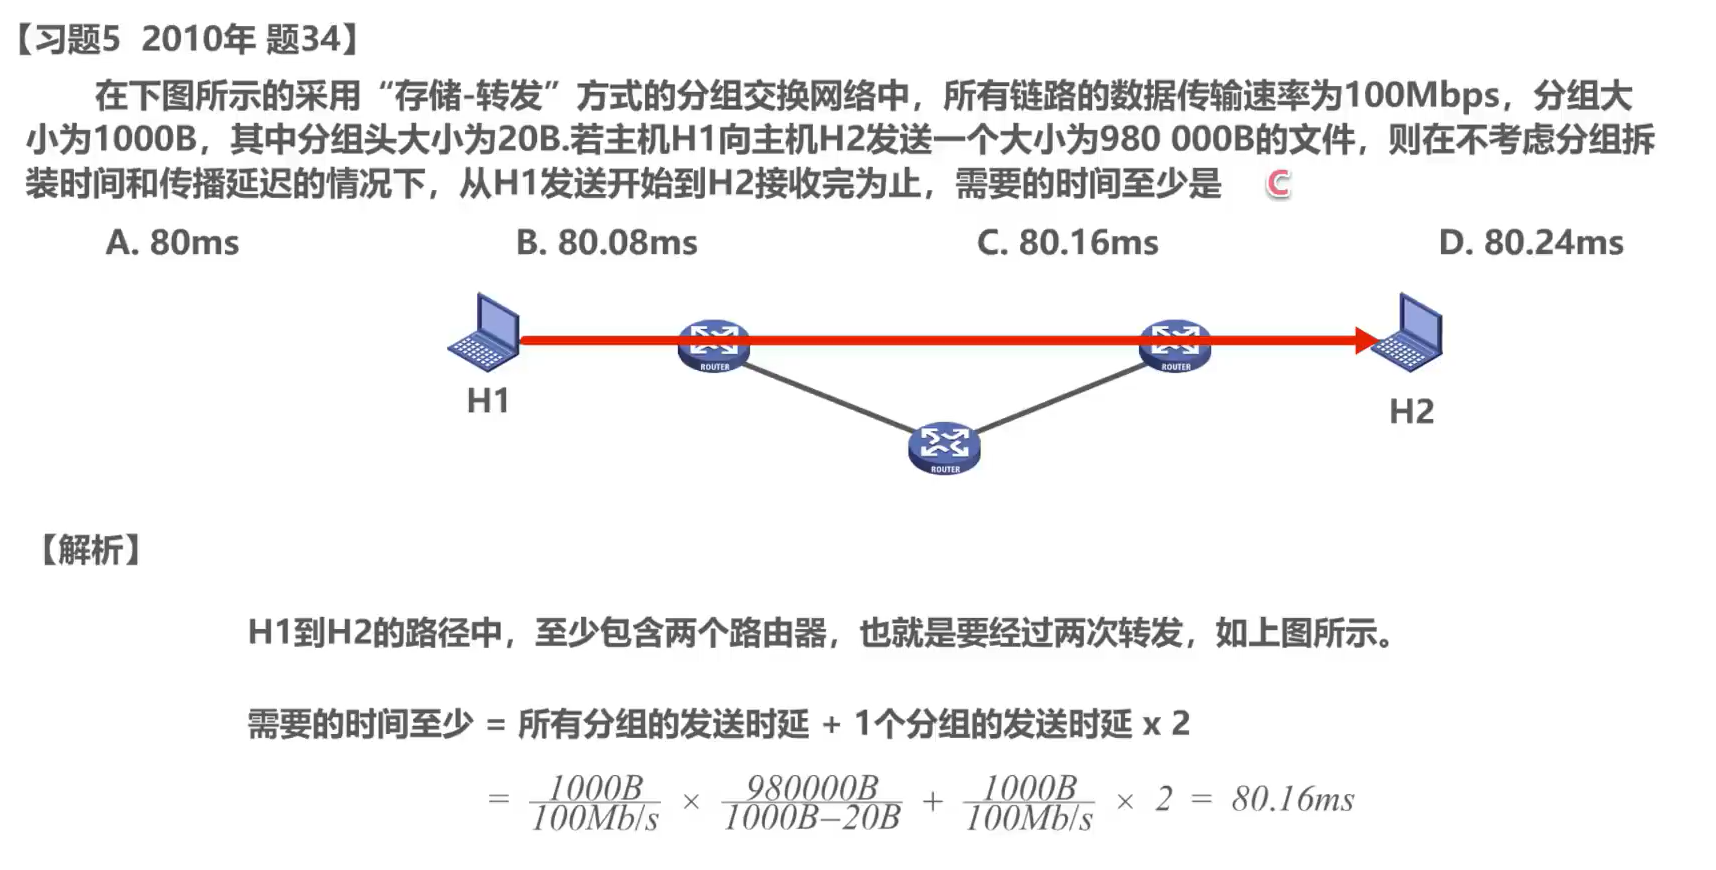 【习题5 2010年 题34】
在下图所示的采用“存储-转发”方式的分组交换网络中，所有链路的数据传输速率为100Mbps，分组大
小为1000B，其中分组头大小为20B.若主机H1向主机H2发送一个大小为980 000B的文件，则在不考虑分组拆
装时间和传播延迟的情况下，从H1发送开始到H2接收完为止，需要的时间至少是 C
A. 80ms B. 80.08ms C. 80.16ms D. 80.24ms
ROUTER ROUTER
H1 H2
ROUTER
【解析】
H1到H2的路径中，至少包含两个路由器，也就是要经过两次转发，如上图所示。
需要的时间至少 = 所有分组的发送时延 + 1个分组的发送时延 x 2
= 1000B/100Mb/s × 980000B/1000B−20B + 1000B/100Mb/s × 2 = 80.16ms